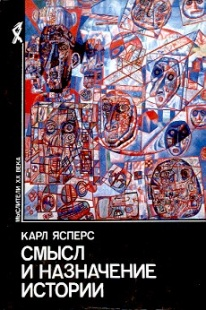 МЫСЛИТЕЛИ XX ВЕКА
КАРЛ ЯСПЕРС
СМЫСЛ
И НАЗНАЧЕНИЕ
ИСТОРИИ